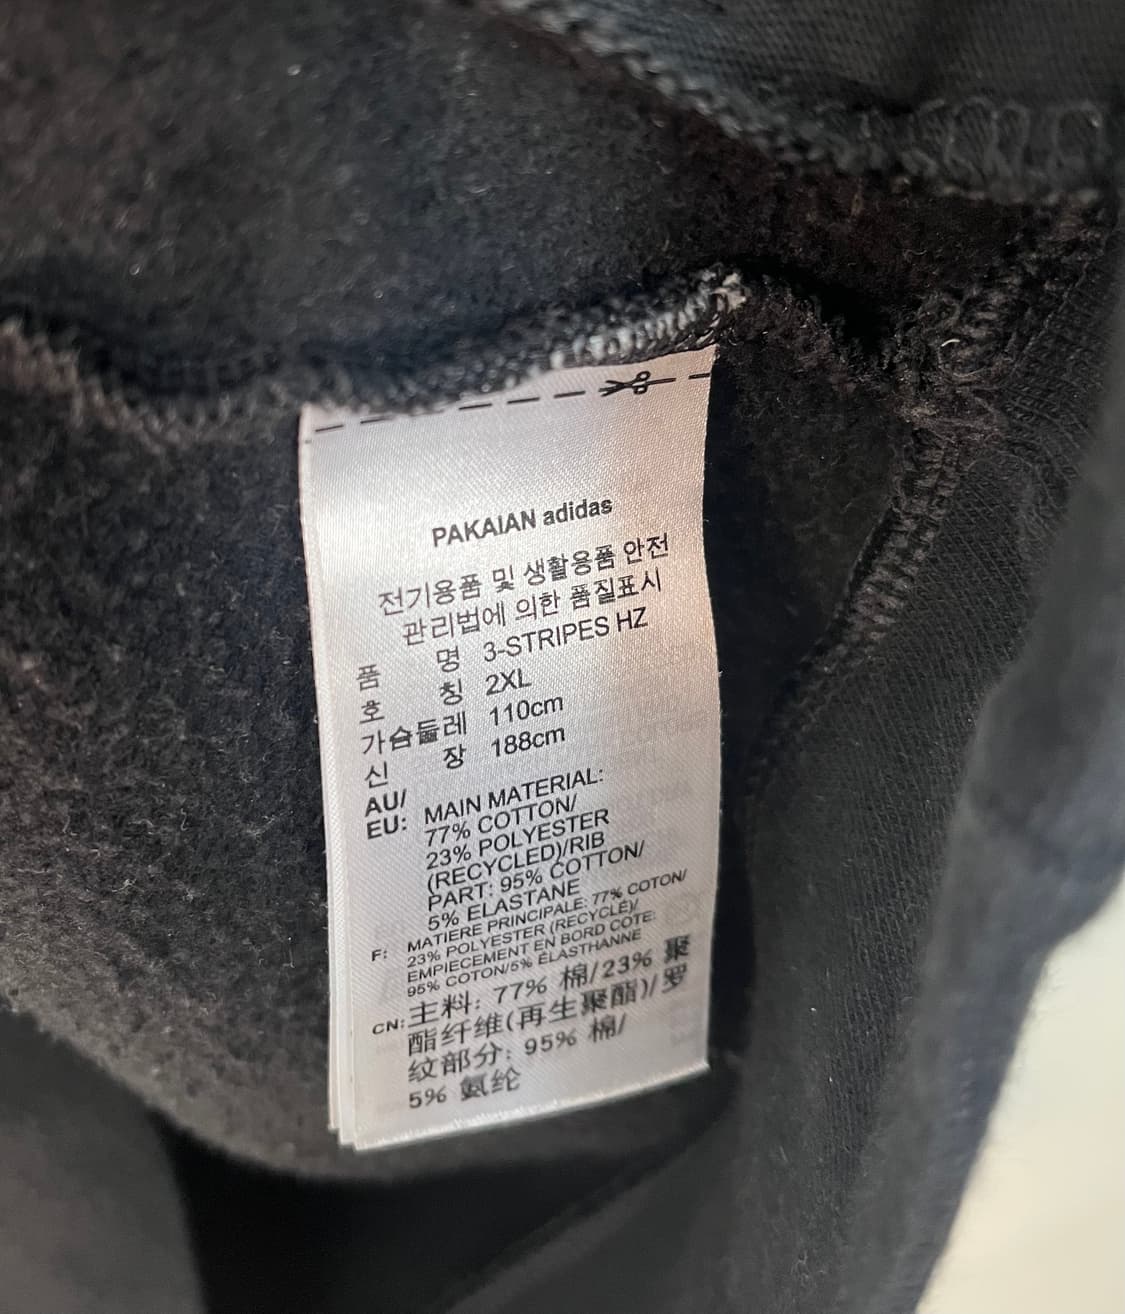 PAKAIAN adidas
전기용품 및 생활용품 안전
관리법에 의한 품질표시
품 명 3-STRIPES HZ
호 칭 2XL
가슴둘레 110cm
신 장 188cm
AU/
EU: MAIN MATERIAL:
77% COTTON/
23% POLYESTER
(RECYCLED)/RIB
PART: 95% COTTON/
5% ELASTANE
F: MATIERE PRINCIPALE: 77% COTON/
23% POLYESTER (RECYCLÉ)/
EMPIECEMENT EN BORD COTE:
95% COTON/5% ÉLASTHANNE
CN: 主料: 77% 棉/23% 聚
酯纤维(再生聚酯)/罗
纹部分: 95% 棉/
5% 氨纶